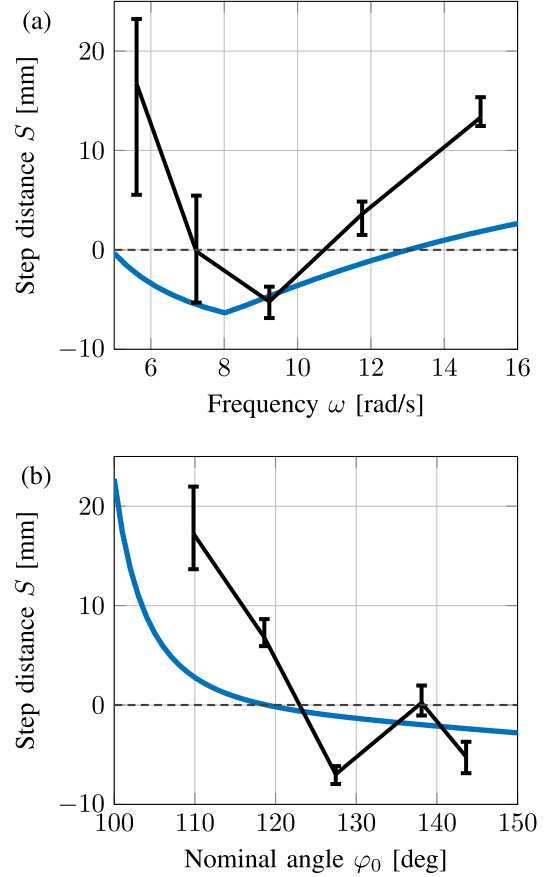 (a)
Step distance S [mm]
20
10
0
−10
6 8 10 12 14 16
Frequency ω [rad/s]
(b)
Step distance S [mm]
20
10
0
−10
100 110 120 130 140 150
Nominal angle φ₀ [deg]